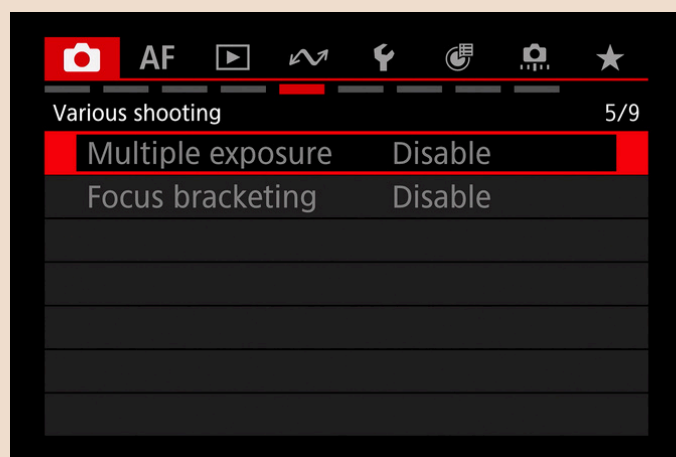 AF
Various shooting 5/9
Multiple exposure Disable
Focus bracketing Disable